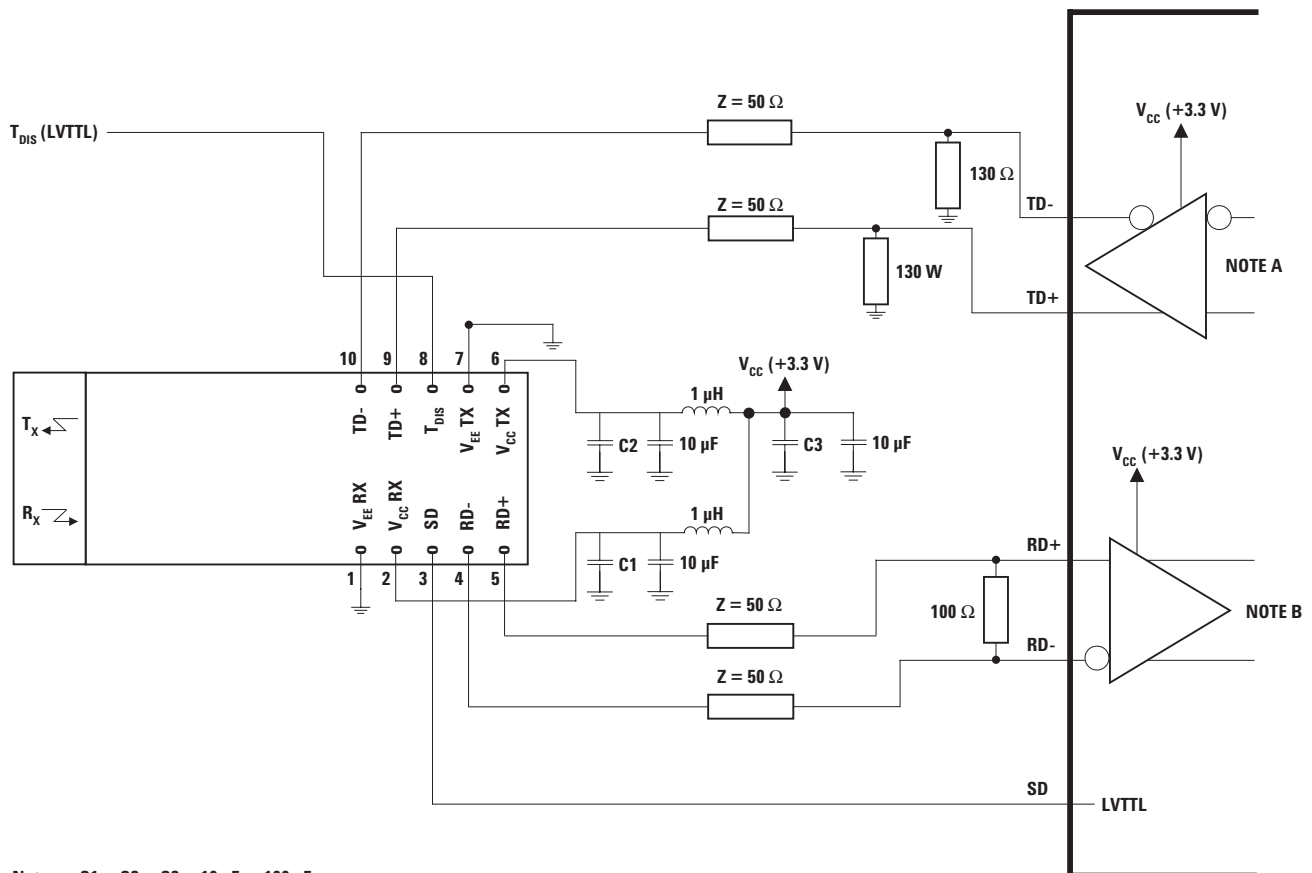 Z = 50 Ω
V_CC (+3.3 V)
T_DIS (LVTTL)
130 Ω
TD-
Z = 50 Ω
NOTE A
130 W
TD+
10 9 8 7 6
V_CC (+3.3 V)
1 µH
T_X
TD-
TD+
T_DIS
V_EE TX
V_CC TX
C2
10 µF
C3
10 µF
V_CC (+3.3 V)
R_X
V_EE RX
V_CC RX
SD
RD-
RD+
1 µH
RD+
C1
10 µF
1 2 3 4 5
Z = 50 Ω
100 Ω
NOTE B
RD-
Z = 50 Ω
SD
LVTTL